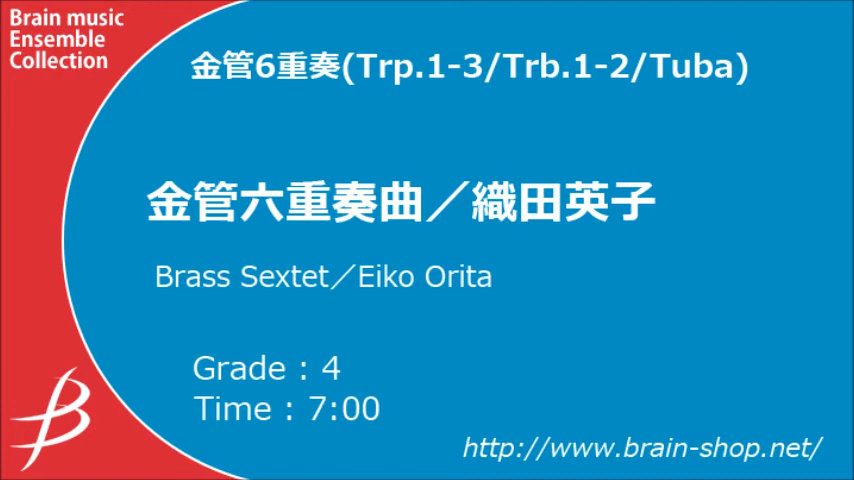 Brain music
Ensemble
Collection
金管6重奏(Trp.1-3/Trb.1-2/Tuba)
金管六重奏曲／織田英子
Brass Sextet／Eiko Orita
Grade : 4
Time : 7:00
http://www.brain-shop.net/